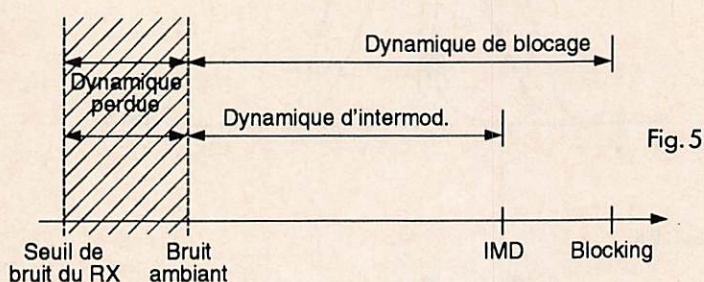 Dynamique de blocage
Dynamique
perdue
Dynamique d'intermod.
Fig. 5
Seuil de
bruit du RX
Bruit
ambiant
IMD
Blocking